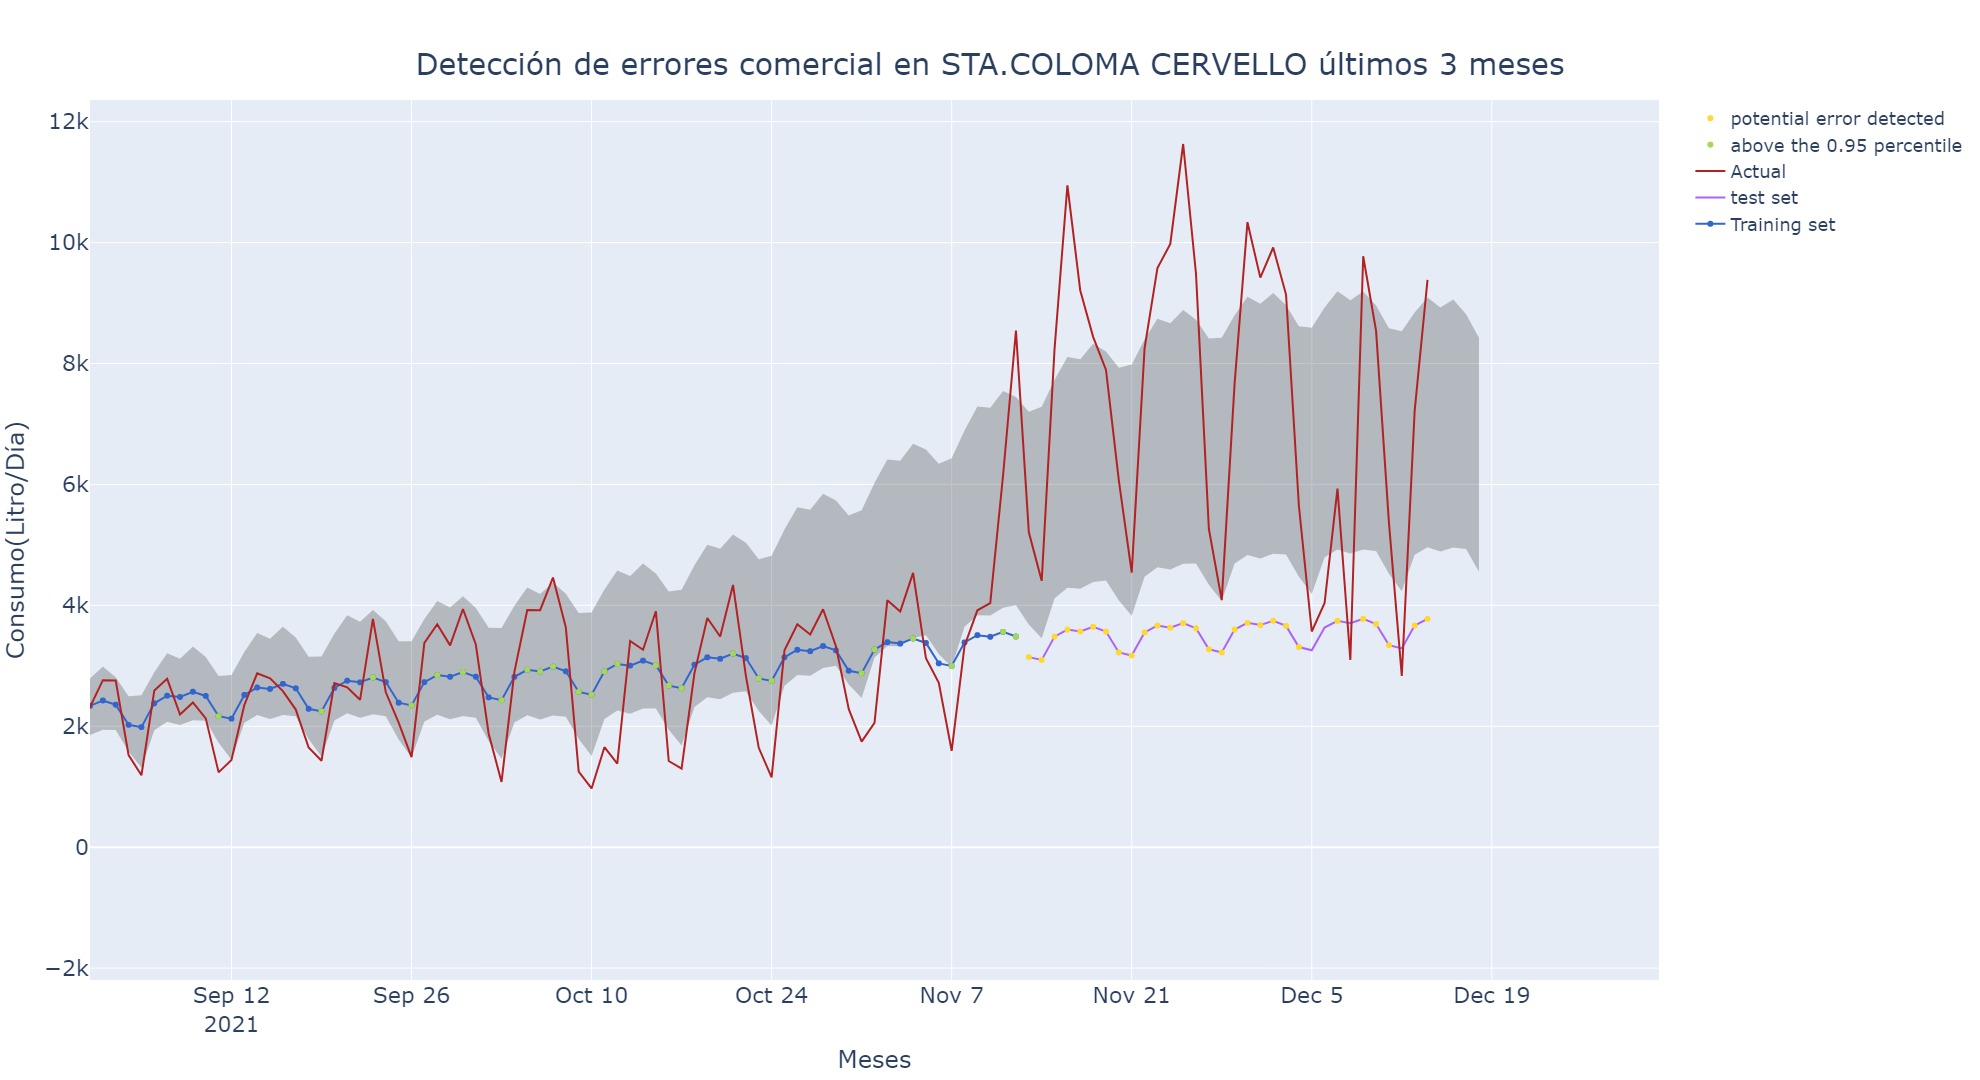 Detección de errores comercial en STA.COLOMA CERVELLO últimos 3 meses
12k
10k
8k
6k
4k
2k
0
−2k
Consumo(Litro/Día)
Sep 12
2021
Sep 26
Oct 10
Oct 24
Nov 7
Nov 21
Dec 5
Dec 19
Meses
potential error detected
above the 0.95 percentile
Actual
test set
Training set